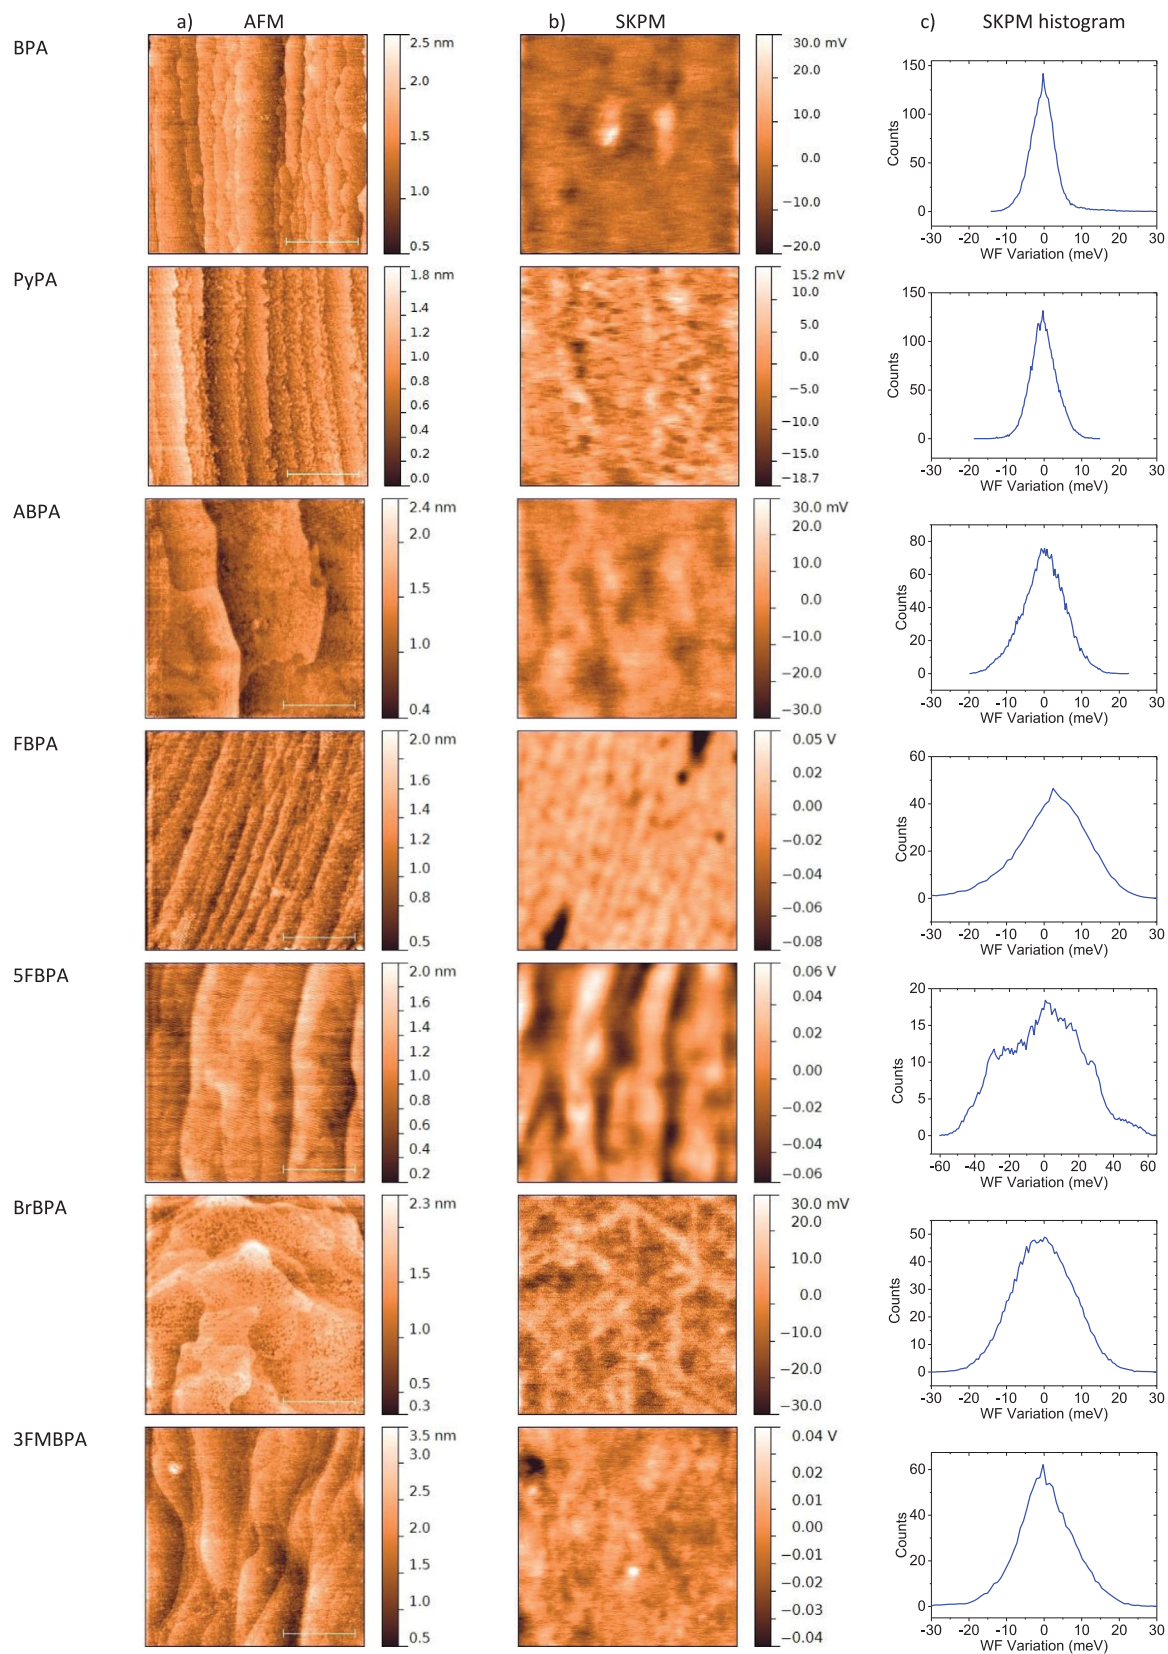 a) AFM b) SKPM c) SKPM histogram
BPA
2.5 nm
2.0
1.5
1.0
0.5
30.0 mV
20.0
10.0
0.0
−10.0
−20.0
150
100
50
0
Counts
-30 -20 -10 0 10 20 30
WF Variation (meV)
PyPA
1.8 nm
1.4
1.2
1.0
0.8
0.6
0.4
0.2
0.0
15.2 mV
10.0
5.0
0.0
−5.0
−10.0
−15.0
−18.7
150
100
50
0
Counts
-30 -20 -10 0 10 20 30
WF Variation (meV)
ABPA
2.4 nm
2.0
1.5
1.0
0.4
30.0 mV
20.0
10.0
0.0
−10.0
−20.0
−30.0
80
60
40
20
0
Counts
-30 -20 -10 0 10 20 30
WF Variation (meV)
FBPA
2.0 nm
1.6
1.4
1.2
1.0
0.8
0.5
0.05 V
0.02
0.00
−0.02
−0.04
−0.06
−0.08
60
40
20
0
Counts
-30 -20 -10 0 10 20 30
WF Variation (meV)
5FBPA
2.0 nm
1.6
1.4
1.2
1.0
0.8
0.6
0.4
0.2
0.06 V
0.04
0.02
0.00
−0.02
−0.04
−0.06
20
15
10
5
0
Counts
-60 -40 -20 0 20 40 60
WF Variation (meV)
BrBPA
2.3 nm
1.5
1.0
0.5
0.3
30.0 mV
20.0
10.0
0.0
−10.0
−20.0
−30.0
50
40
30
20
10
0
Counts
-30 -20 -10 0 10 20 30
WF Variation (meV)
3FMBPA
3.5 nm
3.0
2.5
2.0
1.5
1.0
0.5
0.04 V
0.02
0.01
0.00
−0.01
−0.02
−0.03
−0.04
60
40
20
0
Counts
-30 -20 -10 0 10 20 30
WF Variation (meV)